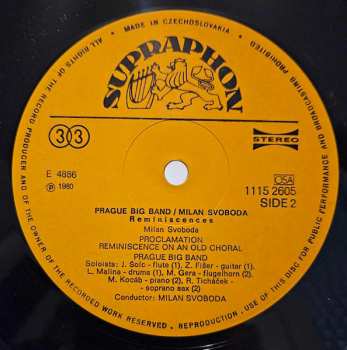 MADE IN CZECHOSLOVAKIA
ALL RIGHTS OF THE RECORD PRODUCER AND OF THE OWNER OF THE RECORDED WORK RESERVED. • REPRODUCTION. • USE OF THIS DISC FOR PUBLIC PERFORMANCE AND BROADCASTING PROHIBITED
SUPRAPHON
33
STEREO
E 4886
OSA
Ⓟ 1980
1115 2605
SIDE 2
PRAGUE BIG BAND / MILAN SVOBODA
Reminiscences
Milan Svoboda
PROCLAMATION
REMINISCENCE ON AN OLD CHORAL
PRAGUE BIG BAND
Soloists: J. Šolc - flute (1), Z. Fišer - guitar (1),
L. Malina - drums (1), M. Gera - flugelhorn (2),
M. Kocáb - piano (2), R. Ticháček -
soprano sax (2)
Conductor: MILAN SVOBODA